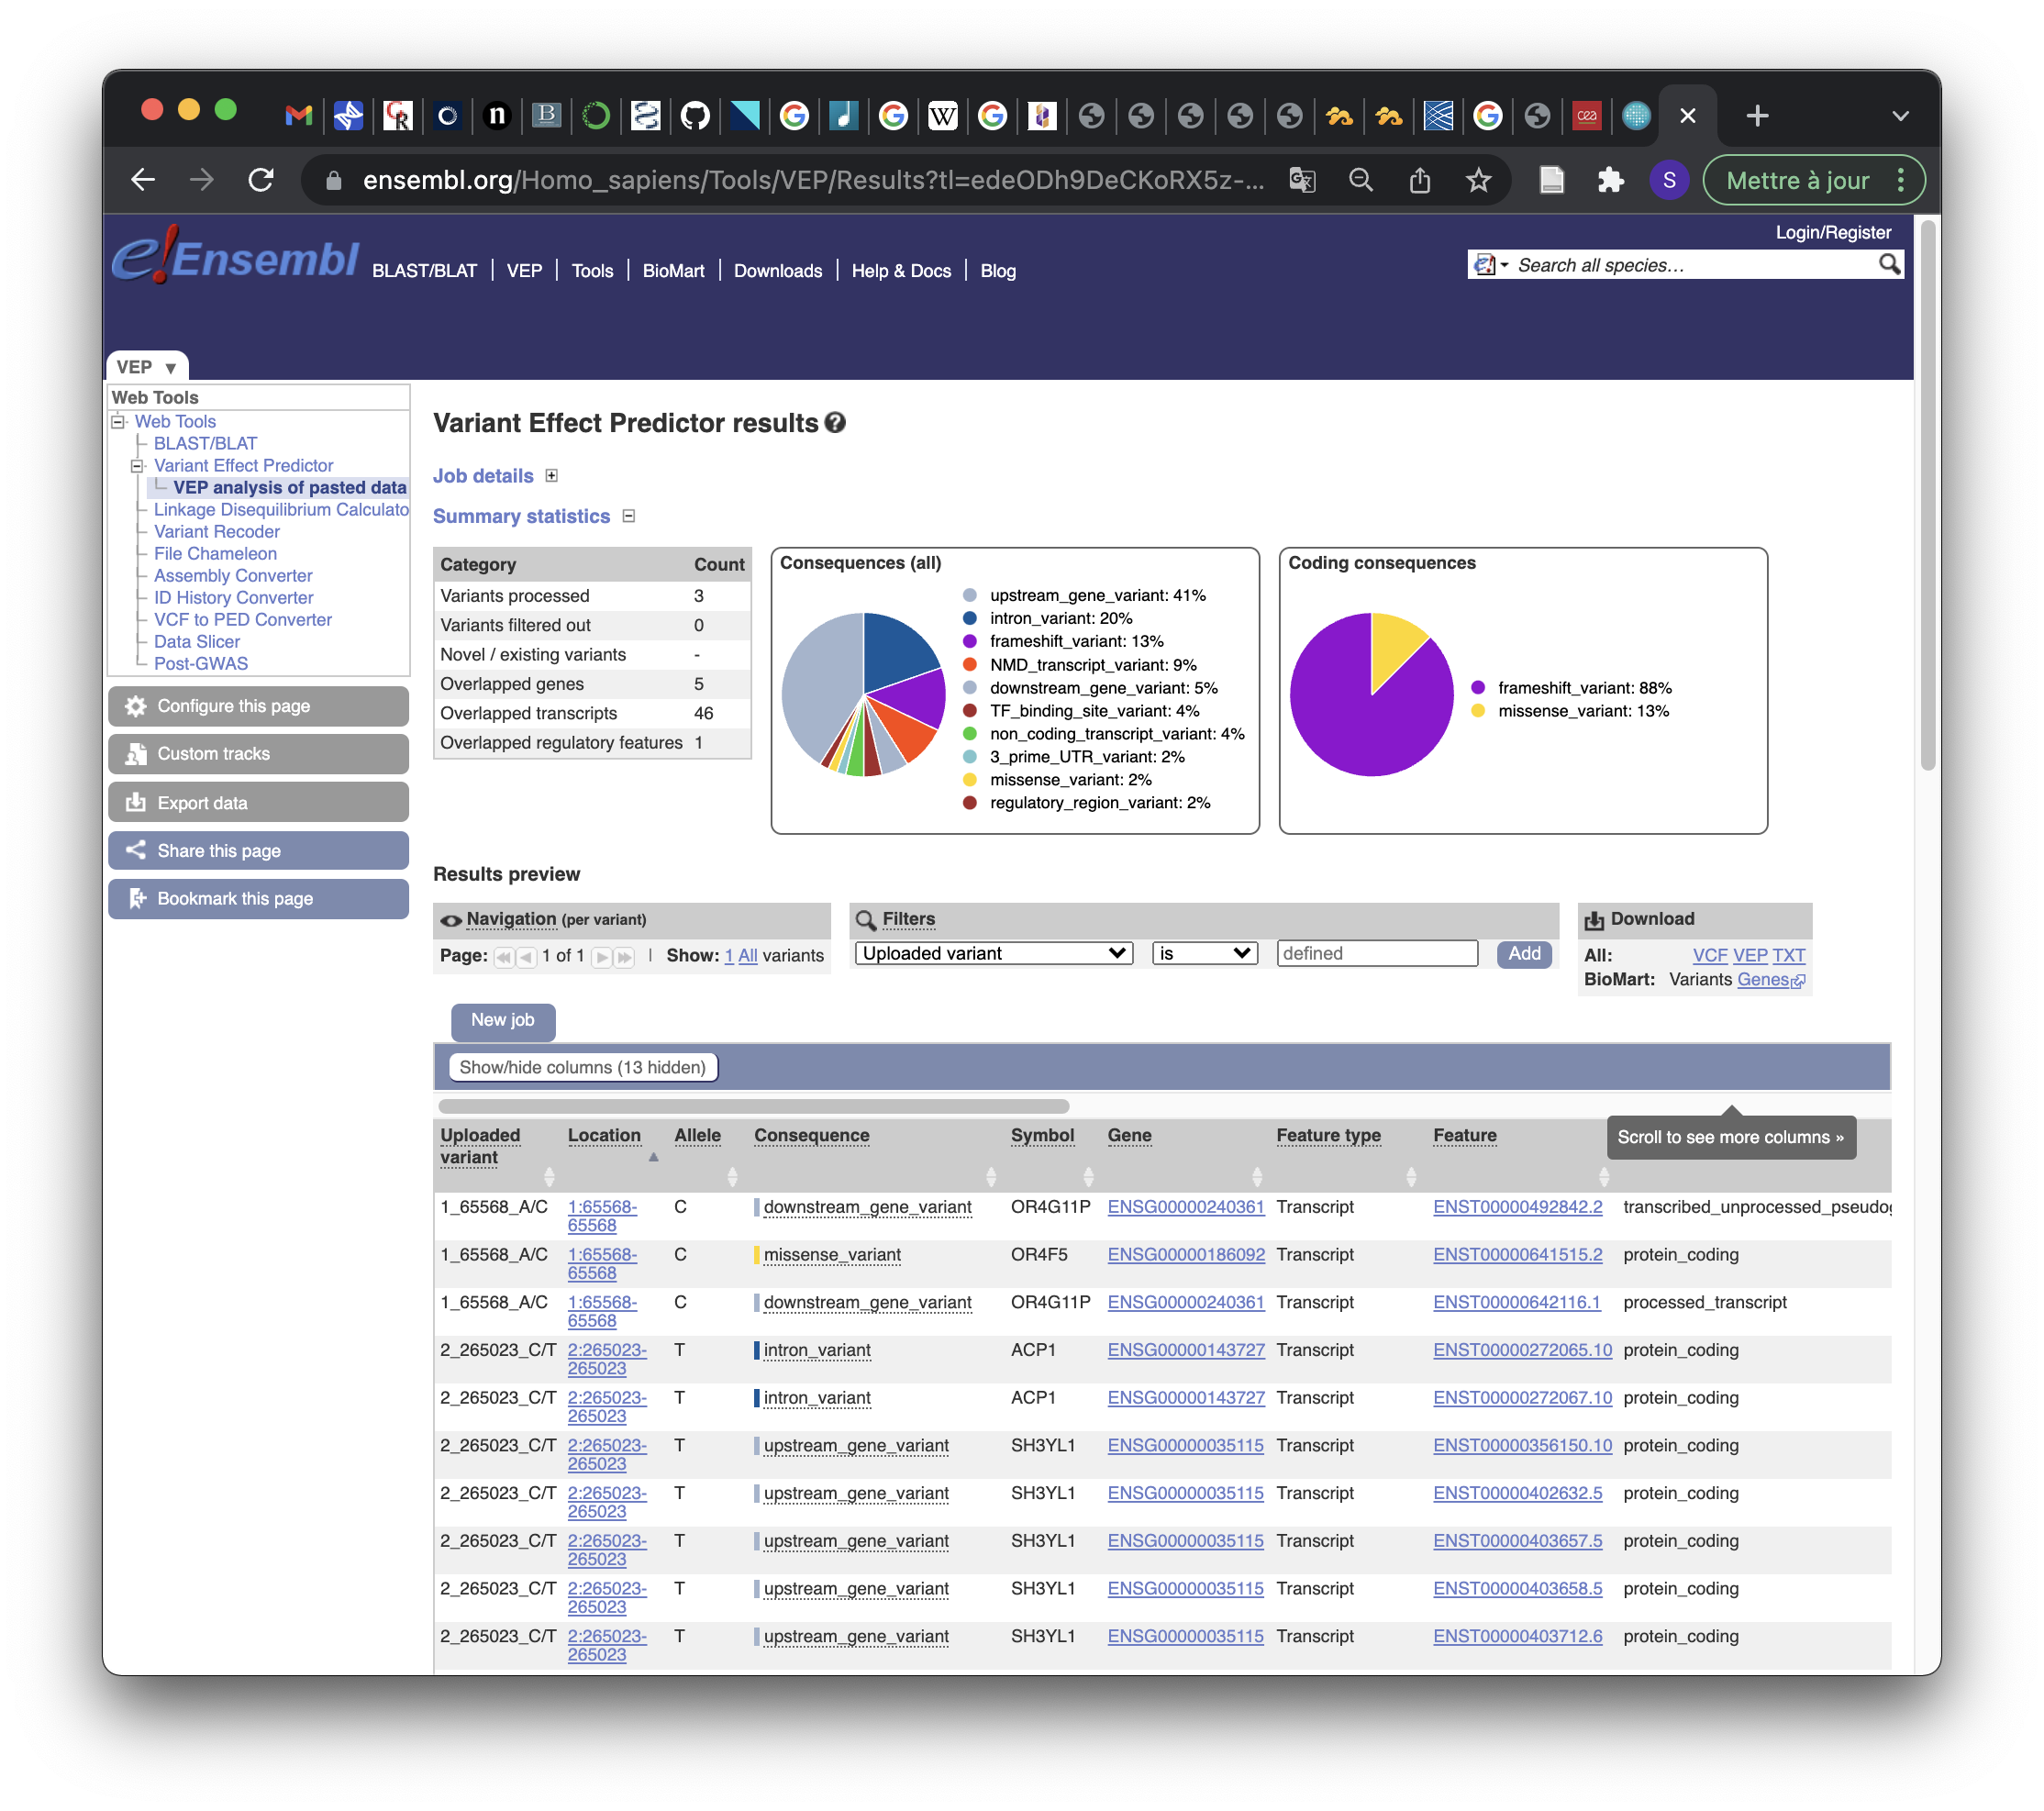 ensembl.org/Homo_sapiens/Tools/VEP/Results?tl=edeODh9DeCKoRX5z-...
S
Mettre à jour
Login/Register
e!Ensembl
BLAST/BLAT | VEP | Tools | BioMart | Downloads | Help & Docs | Blog
Search all species...
VEP ▼
Web Tools
Web Tools
BLAST/BLAT
Variant Effect Predictor
VEP analysis of pasted data
Linkage Disequilibrium Calculato
Variant Recoder
File Chameleon
Assembly Converter
ID History Converter
VCF to PED Converter
Data Slicer
Post-GWAS
Configure this page
Custom tracks
Export data
Share this page
Bookmark this page
Variant Effect Predictor results
Job details
Summary statistics
Category Count
Variants processed 3
Variants filtered out 0
Novel / existing variants -
Overlapped genes 5
Overlapped transcripts 46
Overlapped regulatory features 1
Consequences (all)
upstream_gene_variant: 41%
intron_variant: 20%
frameshift_variant: 13%
NMD_transcript_variant: 9%
downstream_gene_variant: 5%
TF_binding_site_variant: 4%
non_coding_transcript_variant: 4%
3_prime_UTR_variant: 2%
missense_variant: 2%
regulatory_region_variant: 2%
Coding consequences
frameshift_variant: 88%
missense_variant: 13%
Results preview
Navigation (per variant)
Page: 1 of 1 | Show: 1 All variants
Filters
Uploaded variant is defined Add
Download
All: VCF VEP TXT
BioMart: Variants Genes
New job
Show/hide columns (13 hidden)
Scroll to see more columns »
Uploaded variant Location Allele Consequence Symbol Gene Feature type Feature
1_65568_A/C 1:65568-65568 C downstream_gene_variant OR4G11P ENSG00000240361 Transcript ENST00000492842.2 transcribed_unprocessed_pseudog
1_65568_A/C 1:65568-65568 C missense_variant OR4F5 ENSG00000186092 Transcript ENST00000641515.2 protein_coding
1_65568_A/C 1:65568-65568 C downstream_gene_variant OR4G11P ENSG00000240361 Transcript ENST00000642116.1 processed_transcript
2_265023_C/T 2:265023-265023 T intron_variant ACP1 ENSG00000143727 Transcript ENST00000272065.10 protein_coding
2_265023_C/T 2:265023-265023 T intron_variant ACP1 ENSG00000143727 Transcript ENST00000272067.10 protein_coding
2_265023_C/T 2:265023-265023 T upstream_gene_variant SH3YL1 ENSG00000035115 Transcript ENST00000356150.10 protein_coding
2_265023_C/T 2:265023-265023 T upstream_gene_variant SH3YL1 ENSG00000035115 Transcript ENST00000402632.5 protein_coding
2_265023_C/T 2:265023-265023 T upstream_gene_variant SH3YL1 ENSG00000035115 Transcript ENST00000403657.5 protein_coding
2_265023_C/T 2:265023-265023 T upstream_gene_variant SH3YL1 ENSG00000035115 Transcript ENST00000403658.5 protein_coding
2_265023_C/T 2:265023-265023 T upstream_gene_variant SH3YL1 ENSG00000035115 Transcript ENST00000403712.6 protein_coding